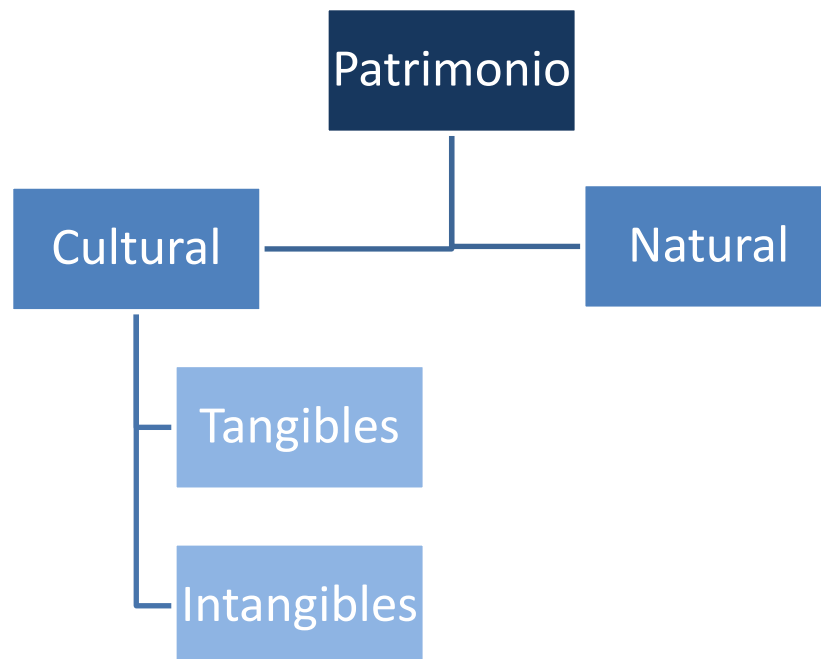 Patrimonio
Cultural
Natural
Tangibles
Intangibles